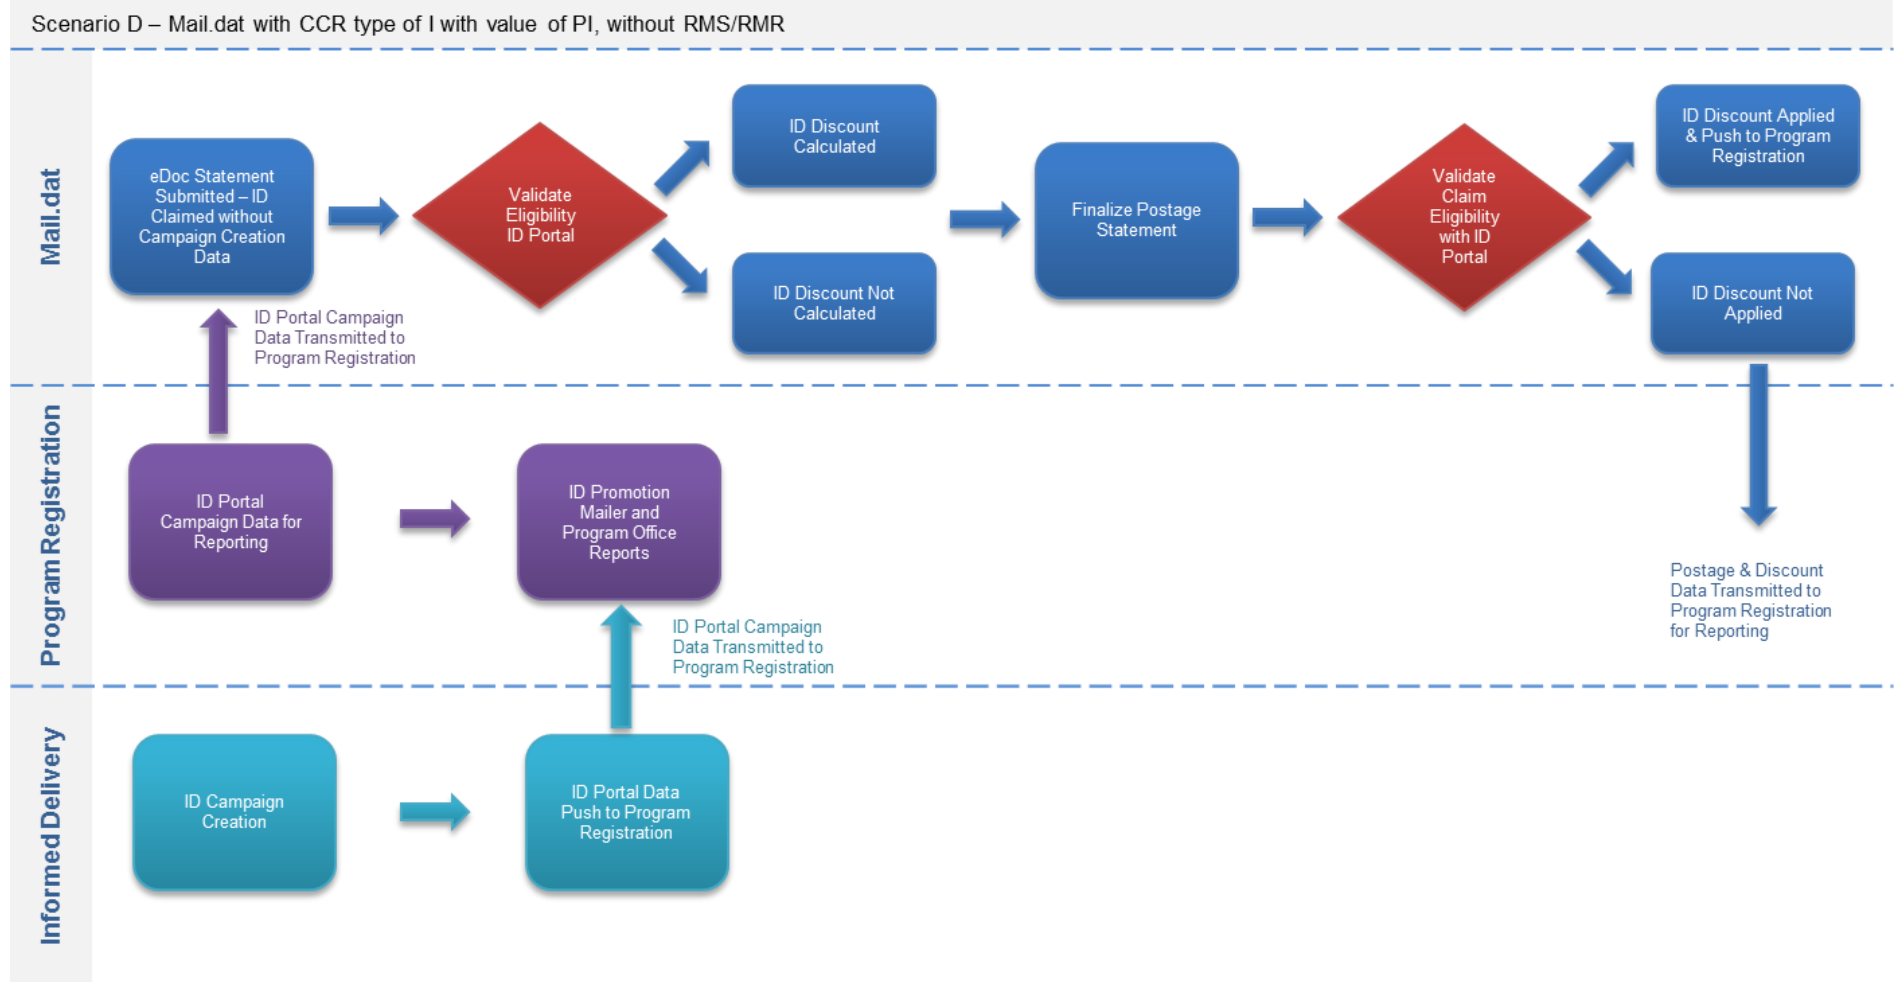 Scenario D – Mail.dat with CCR type of I with value of PI, without RMS/RMR
Mail.dat
eDoc Statement
Submitted – ID
Claimed without
Campaign Creation
Data
Validate
Eligibility
ID Portal
ID Discount
Calculated
ID Discount Not
Calculated
Finalize Postage
Statement
Validate
Claim
Eligibility
with ID
Portal
ID Discount Applied
& Push to Program
Registration
ID Discount Not
Applied
ID Portal Campaign
Data Transmitted to
Program Registration
Program Registration
ID Portal
Campaign Data for
Reporting
ID Promotion
Mailer and
Program Office
Reports
Postage & Discount
Data Transmitted to
Program Registration
for Reporting
ID Portal Campaign
Data Transmitted to
Program Registration
Informed Delivery
ID Campaign
Creation
ID Portal Data
Push to Program
Registration